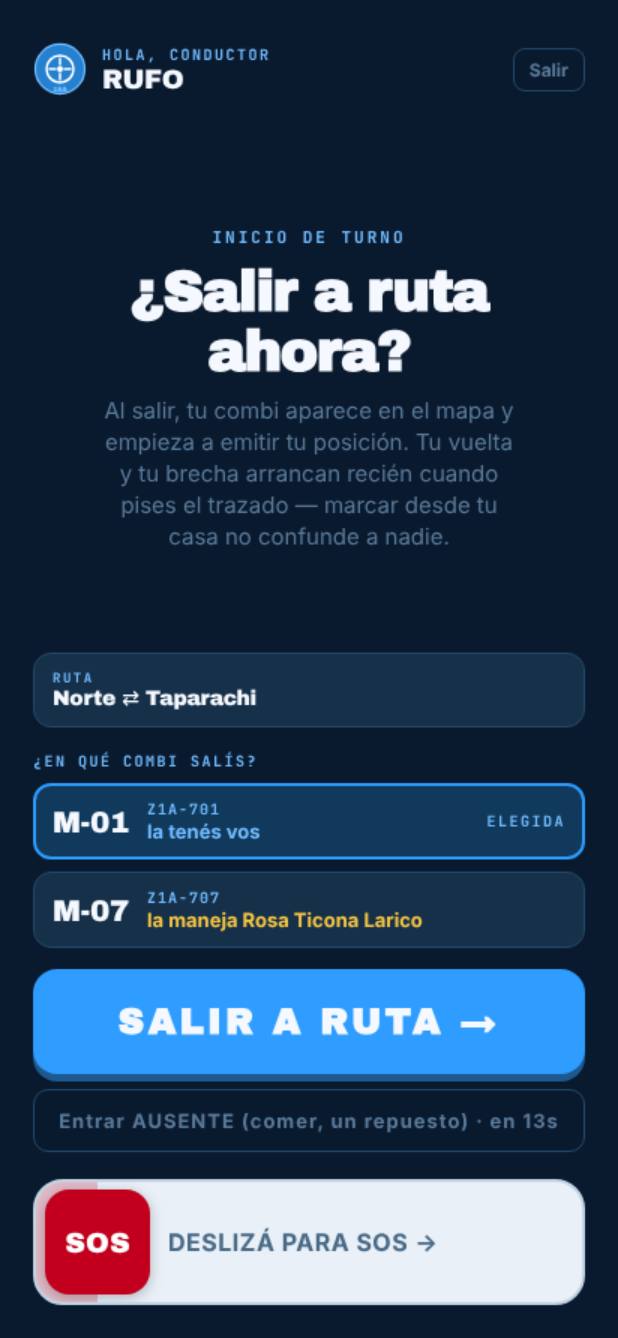 HOLA, CONDUCTOR
RUFO
Salir
INICIO DE TURNO
¿Salir a ruta
ahora?
Al salir, tu combi aparece en el mapa y
empieza a emitir tu posición. Tu vuelta
y tu brecha arrancan recién cuando
pises el trazado — marcar desde tu
casa no confunde a nadie.
RUTA
Norte ⇄ Taparachi
¿EN QUÉ COMBI SALÍS?
M-01
Z1A-701
la tenés vos
ELEGIDA
M-07
Z1A-707
la maneja Rosa Ticona Larico
SALIR A RUTA →
Entrar AUSENTE (comer, un repuesto) · en 13s
SOS
DESLIZÁ PARA SOS →